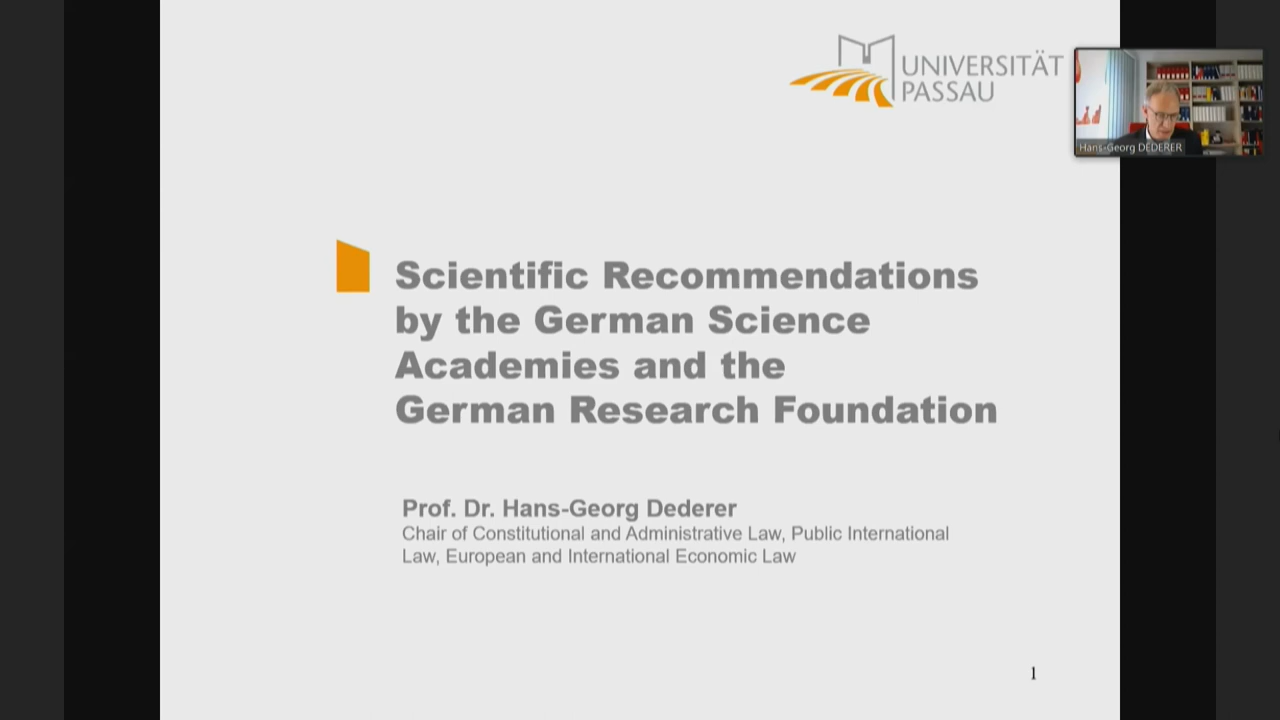 UNIVERSITÄT
PASSAU
Hans-Georg DEDERER
Scientific Recommendations
by the German Science
Academies and the
German Research Foundation
Prof. Dr. Hans-Georg Dederer
Chair of Constitutional and Administrative Law, Public International
Law, European and International Economic Law
1